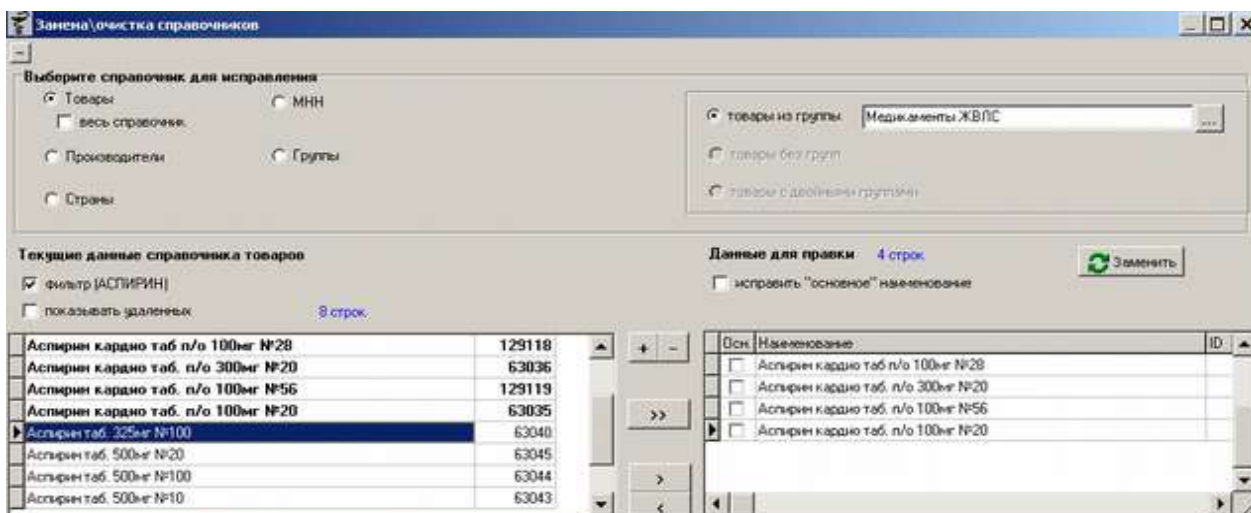 Замена\очистка справочников
Выберите справочник для исправления
Товары
МНН
весь справочник.
товары из группы
Медикаменты ЖВЛС
...
Производители
Группы
товары без групп
Страны
товары с двойными группами
Текущие данные справочника товаров
Данные для правки
4 строк.
Заменить
Фильтр [АСПИРИН]
исправить "основное" наименование
показывать удаленных
8 строк.
Аспирин кардио таб п/о 100мг №28 129118
Аспирин кардио таб. п/о 300мг №20 63036
Аспирин кардио таб. п/о 100мг №56 129119
Аспирин кардио таб. п/о 100мг №20 63035
Аспирин таб. 325мг №100 63040
Аспирин таб. 500мг №20 63045
Аспирин таб. 500мг №100 63044
Аспирин таб. 500мг №10 63043
+ -
>>
>
<
Осн. Наименование ID
Аспирин кардио таб п/о 100мг №28
Аспирин кардио таб. п/о 300мг №20
Аспирин кардио таб. п/о 100мг №56
Аспирин кардио таб. п/о 100мг №20